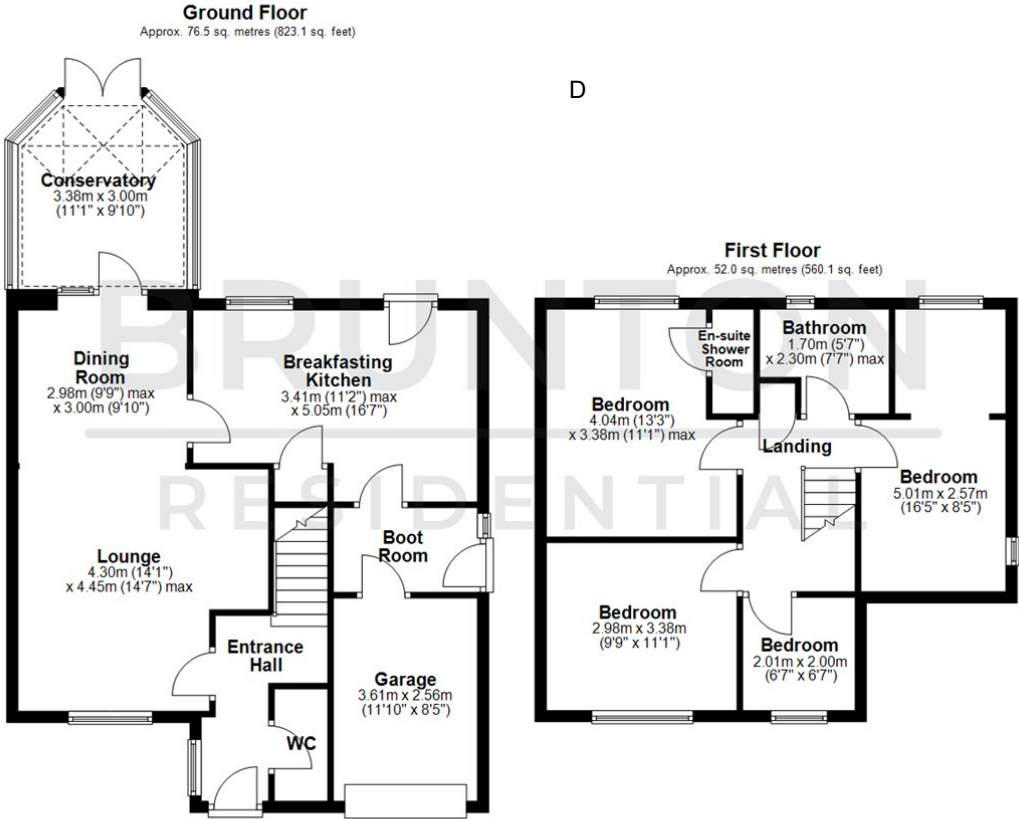 Ground Floor
Approx. 76.5 sq. metres (823.1 sq. feet)
D
Conservatory
3.38m x 3.00m
(11'1" x 9'10")
First Floor
Approx. 52.0 sq. metres (560.1 sq. feet)
BRUNTON
RESIDENTIAL
Dining
Room
2.98m (9'9") max
x 3.00m (9'10")
Breakfasting
Kitchen
3.41m (11'2") max
x 5.05m (16'7")
Boot
Room
Lounge
4.30m (14'1")
x 4.45m (14'7") max
Entrance
Hall
Garage
3.61m x 2.56m
(11'10" x 8'5")
WC
En-suite
Shower
Room
Bathroom
1.70m (5'7")
x 2.30m (7'7") max
Bedroom
4.04m (13'3")
x 3.38m (11'1") max
Landing
Bedroom
5.01m x 2.57m
(16'5" x 8'5")
Bedroom
2.98m x 3.38m
(9'9" x 11'1")
Bedroom
2.01m x 2.00m
(6'7" x 6'7")